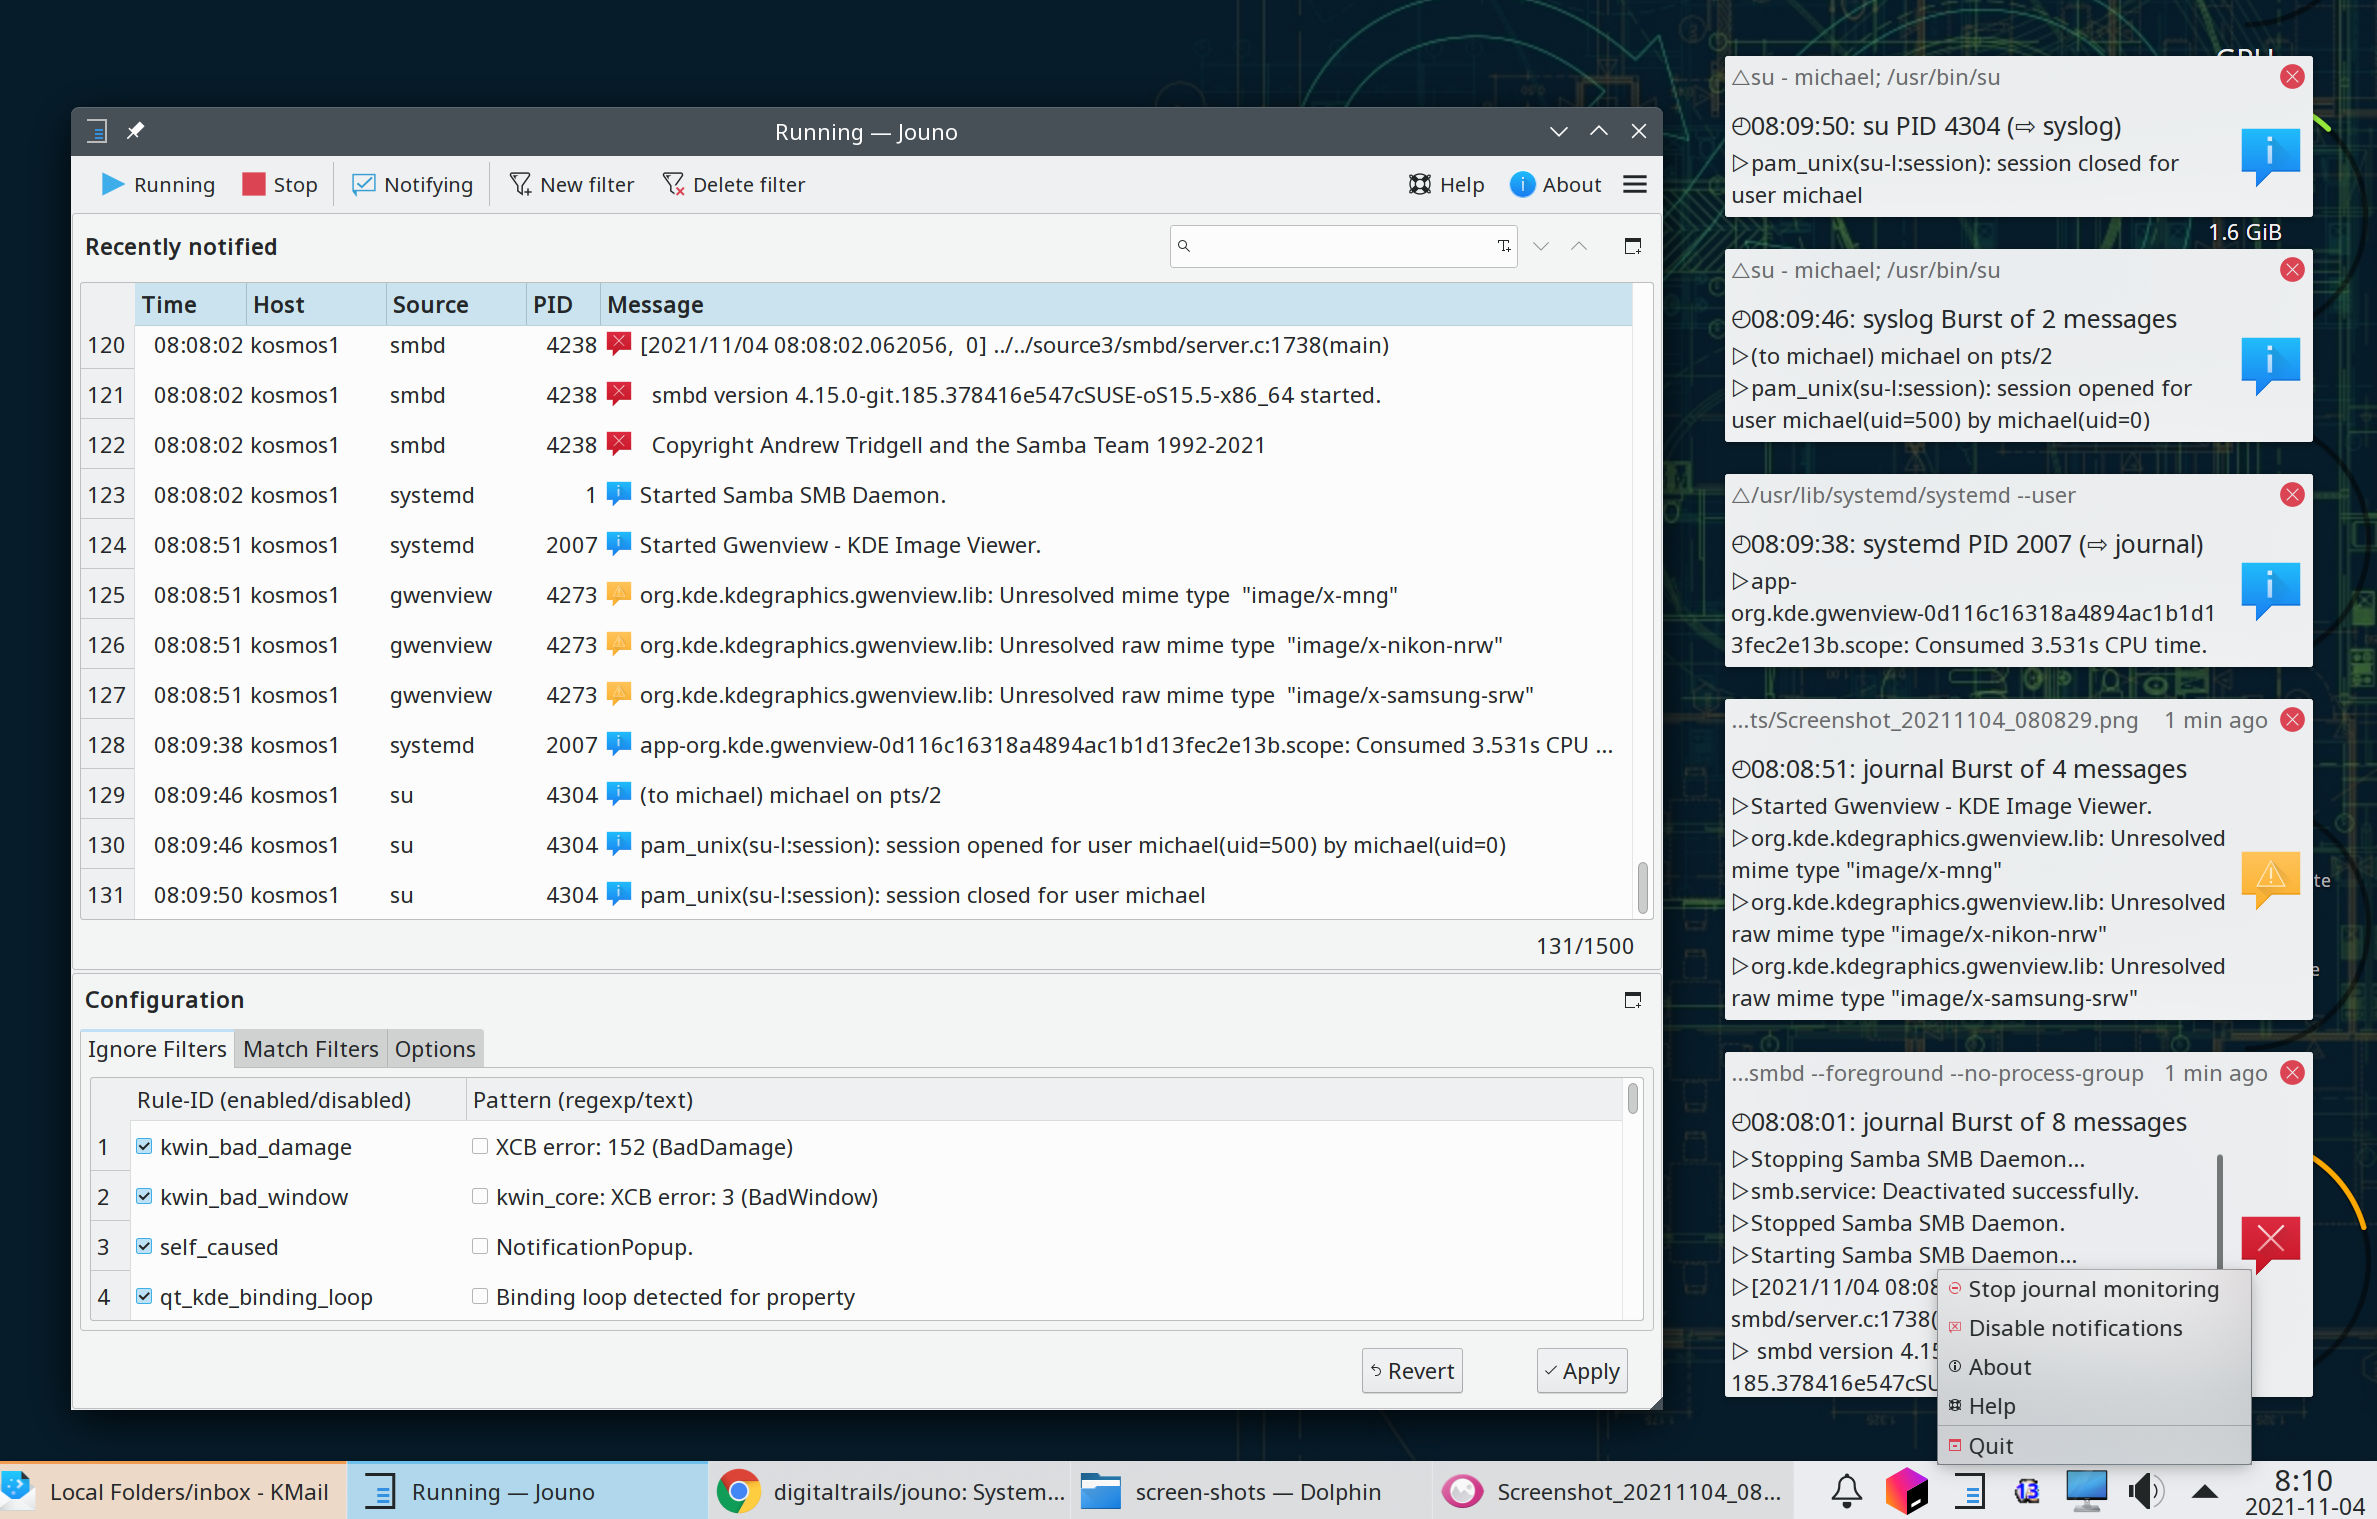 Running — Jouno
Running
Stop
Notifying
New filter
Delete filter
Help
About
Recently notified
Time Host Source PID Message
120 08:08:02 kosmos1 smbd 4238 [2021/11/04 08:08:02.062056,  0] ../../source3/smbd/server.c:1738(main)
121 08:08:02 kosmos1 smbd 4238 smbd version 4.15.0-git.185.378416e547cSUSE-oS15.5-x86_64 started.
122 08:08:02 kosmos1 smbd 4238 Copyright Andrew Tridgell and the Samba Team 1992-2021
123 08:08:02 kosmos1 systemd 1 Started Samba SMB Daemon.
124 08:08:51 kosmos1 systemd 2007 Started Gwenview - KDE Image Viewer.
125 08:08:51 kosmos1 gwenview 4273 org.kde.kdegraphics.gwenview.lib: Unresolved mime type  "image/x-mng"
126 08:08:51 kosmos1 gwenview 4273 org.kde.kdegraphics.gwenview.lib: Unresolved raw mime type  "image/x-nikon-nrw"
127 08:08:51 kosmos1 gwenview 4273 org.kde.kdegraphics.gwenview.lib: Unresolved raw mime type  "image/x-samsung-srw"
128 08:09:38 kosmos1 systemd 2007 app-org.kde.gwenview-0d116c16318a4894ac1b1d13fec2e13b.scope: Consumed 3.531s CPU ...
129 08:09:46 kosmos1 su 4304 (to michael) michael on pts/2
130 08:09:46 kosmos1 su 4304 pam_unix(su-l:session): session opened for user michael(uid=500) by michael(uid=0)
131 08:09:50 kosmos1 su 4304 pam_unix(su-l:session): session closed for user michael
131/1500
Configuration
Ignore Filters Match Filters Options
Rule-ID (enabled/disabled) Pattern (regexp/text)
1 kwin_bad_damage XCB error: 152 (BadDamage)
2 kwin_bad_window kwin_core: XCB error: 3 (BadWindow)
3 self_caused NotificationPopup.
4 qt_kde_binding_loop Binding loop detected for property
Revert Apply
△su - michael; /usr/bin/su
◴08:09:50: su PID 4304 (⇨ syslog)
▷pam_unix(su-l:session): session closed for
user michael
1.6 GiB
△su - michael; /usr/bin/su
◴08:09:46: syslog Burst of 2 messages
▷(to michael) michael on pts/2
▷pam_unix(su-l:session): session opened for
user michael(uid=500) by michael(uid=0)
△/usr/lib/systemd/systemd --user
◴08:09:38: systemd PID 2007 (⇨ journal)
▷app-
org.kde.gwenview-0d116c16318a4894ac1b1d1
3fec2e13b.scope: Consumed 3.531s CPU time.
...ts/Screenshot_20211104_080829.png 1 min ago
◴08:08:51: journal Burst of 4 messages
▷Started Gwenview - KDE Image Viewer.
▷org.kde.kdegraphics.gwenview.lib: Unresolved
mime type "image/x-mng"
▷org.kde.kdegraphics.gwenview.lib: Unresolved
raw mime type "image/x-nikon-nrw"
▷org.kde.kdegraphics.gwenview.lib: Unresolved
raw mime type "image/x-samsung-srw"
...smbd --foreground --no-process-group 1 min ago
◴08:08:01: journal Burst of 8 messages
▷Stopping Samba SMB Daemon...
▷smb.service: Deactivated successfully.
▷Stopped Samba SMB Daemon.
▷Starting Samba SMB Daemon...
▷[2021/11/04 08:08
smbd/server.c:1738(
▷ smbd version 4.15
185.378416e547cSU
Stop journal monitoring
Disable notifications
About
Help
Quit
Local Folders/inbox - KMail
Running — Jouno
digitaltrails/jouno: System...
screen-shots — Dolphin
Screenshot_20211104_08...
13
8:10
2021-11-04